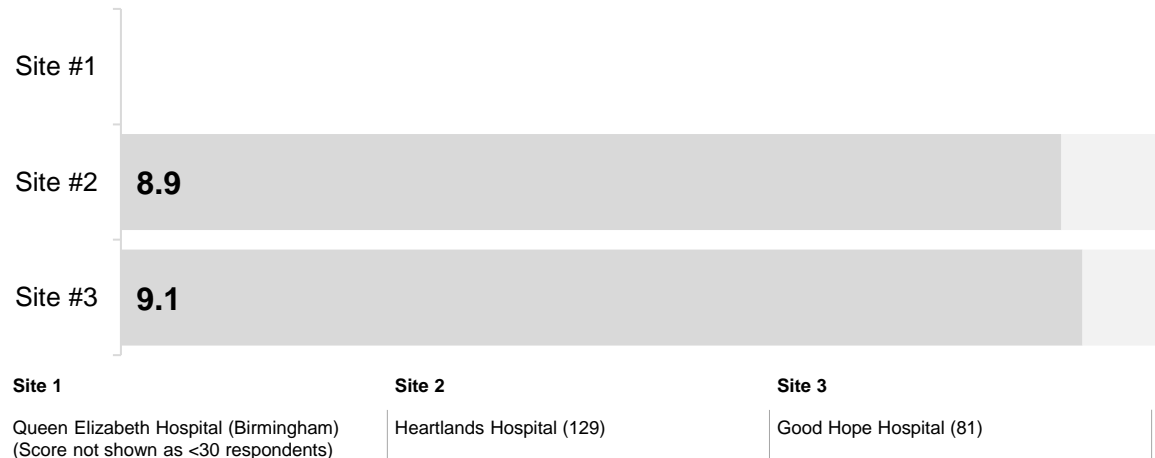 Site #1
Site #2
8.9
Site #3
9.1
Site 1
Site 2
Site 3
Queen Elizabeth Hospital (Birmingham)
(Score not shown as <30 respondents)
Heartlands Hospital (129)
Good Hope Hospital (81)